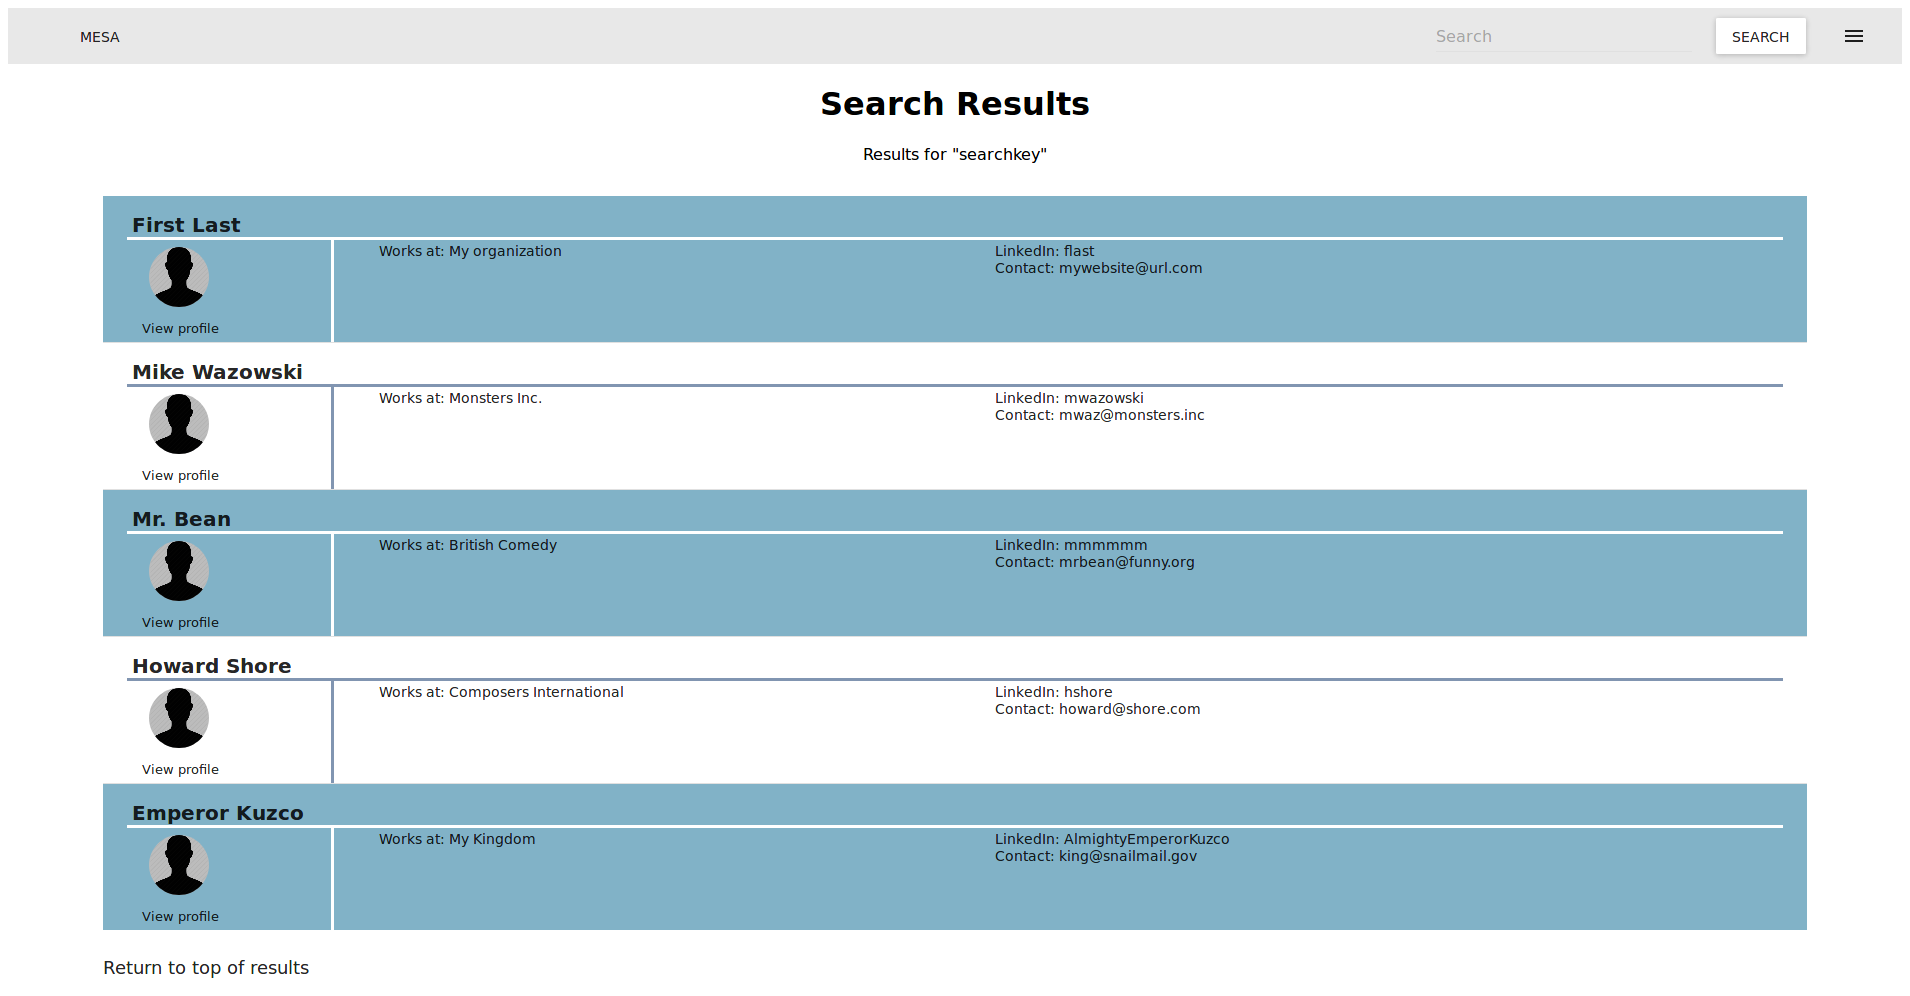 MESA
Search
SEARCH
Search Results
Results for "searchkey"
First Last
Works at: My organization
LinkedIn: flast
Contact: mywebsite@url.com
View profile
Mike Wazowski
Works at: Monsters Inc.
LinkedIn: mwazowski
Contact: mwaz@monsters.inc
View profile
Mr. Bean
Works at: British Comedy
LinkedIn: mmmmmm
Contact: mrbean@funny.org
View profile
Howard Shore
Works at: Composers International
LinkedIn: hshore
Contact: howard@shore.com
View profile
Emperor Kuzco
Works at: My Kingdom
LinkedIn: AlmightyEmperorKuzco
Contact: king@snailmail.gov
View profile
Return to top of results